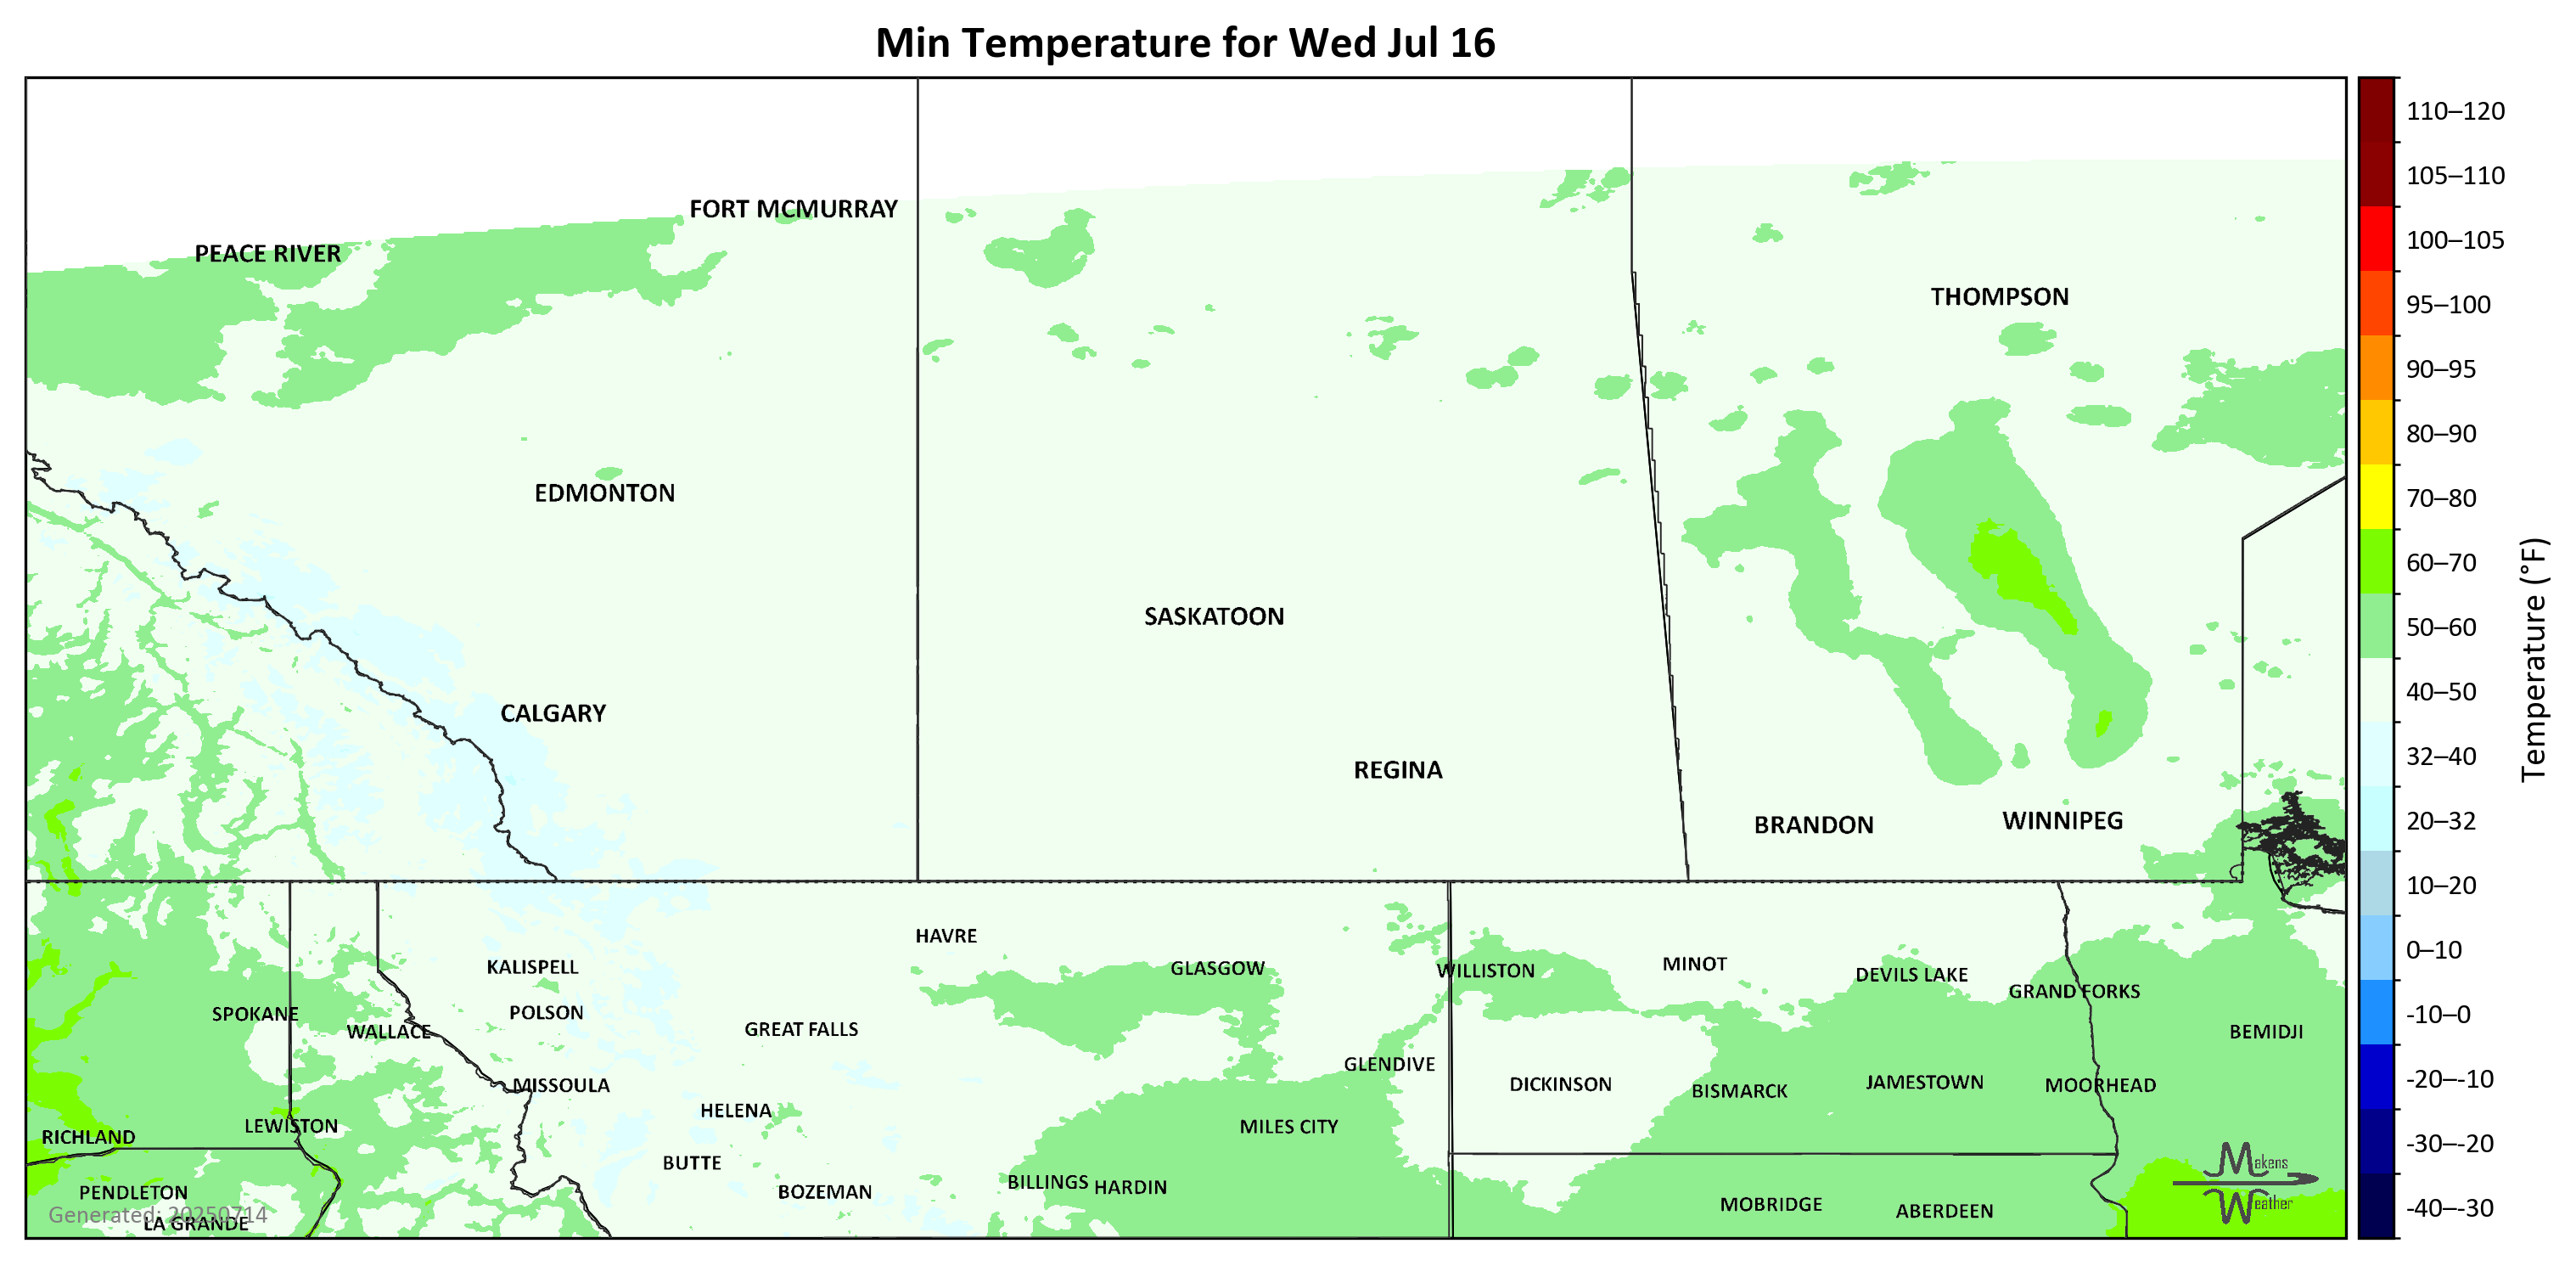 Min Temperature for Wed Jul 16
FORT MCMURRAY
PEACE RIVER
THOMPSON
EDMONTON
SASKATOON
CALGARY
REGINA
BRANDON
WINNIPEG
HAVRE
KALISPELL
GLASGOW
WILLISTON
MINOT
DEVILS LAKE
GRAND FORKS
SPOKANE
POLSON
WALLACE
GREAT FALLS
BEMIDJI
GLENDIVE
MISSOULA
DICKINSON
BISMARCK
JAMESTOWN
MOORHEAD
HELENA
LEWISTON
MILES CITY
RICHLAND
BUTTE
BILLINGS
HARDIN
PENDLETON
BOZEMAN
MOBRIDGE
ABERDEEN
LA GRANDE
Generated: 20250714
Makens
Weather
110–120
105–110
100–105
95–100
90–95
80–90
70–80
60–70
50–60
40–50
32–40
20–32
10–20
0–10
-10–0
-20–-10
-30–-20
-40–-30
Temperature (°F)